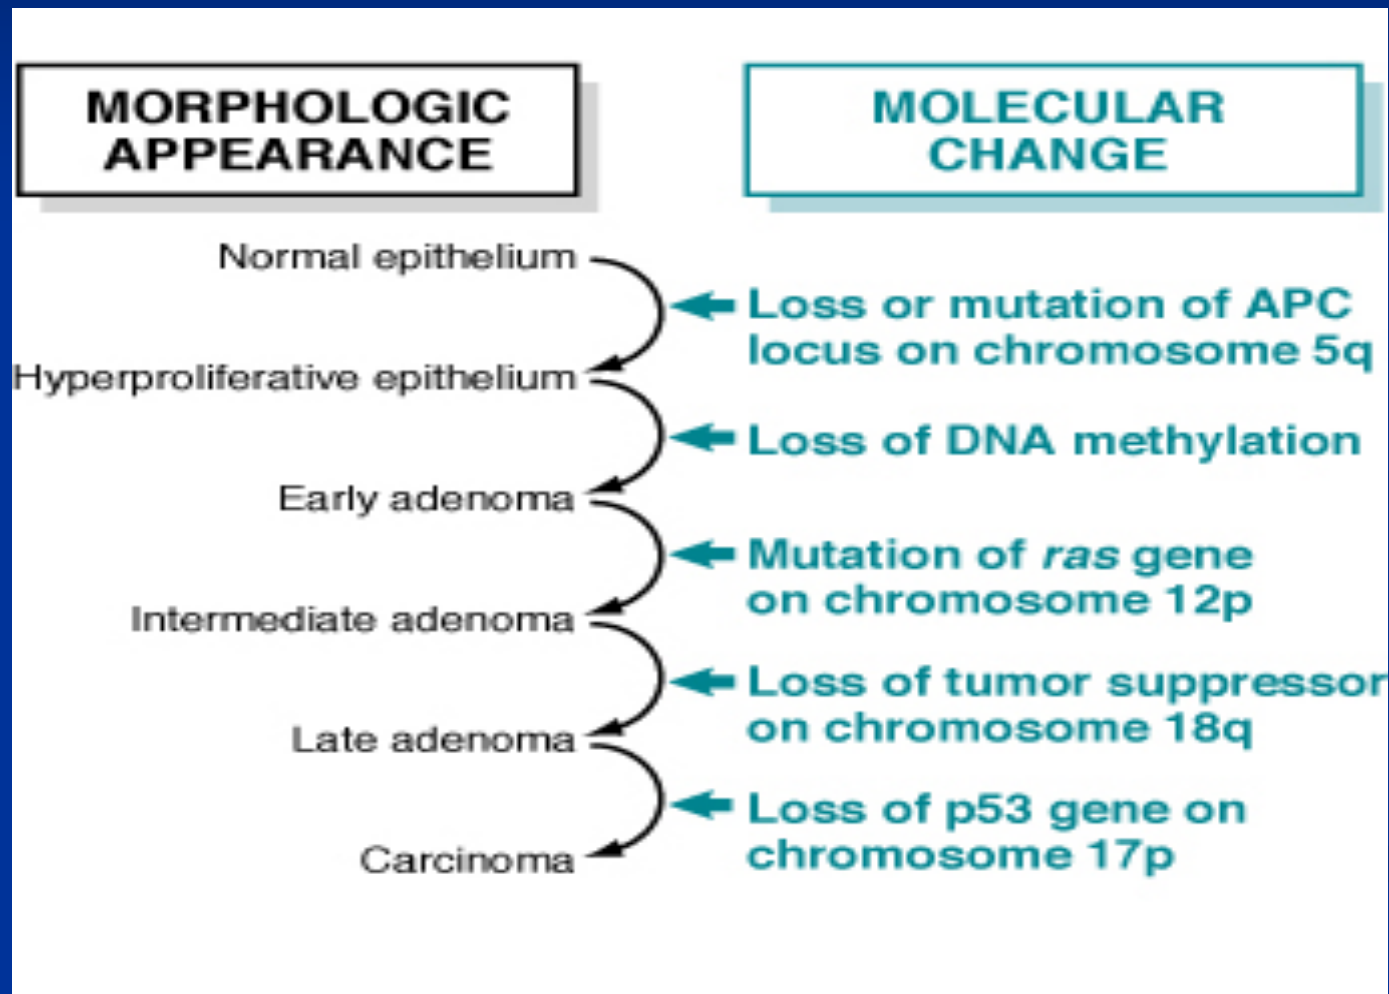 MORPHOLOGIC
APPEARANCE
MOLECULAR
CHANGE
Normal epithelium
Loss or mutation of APC
locus on chromosome 5q
Hyperproliferative epithelium
Loss of DNA methylation
Early adenoma
Mutation of ras gene
on chromosome 12p
Intermediate adenoma
Loss of tumor suppressor
on chromosome 18q
Late adenoma
Loss of p53 gene on
chromosome 17p
Carcinoma